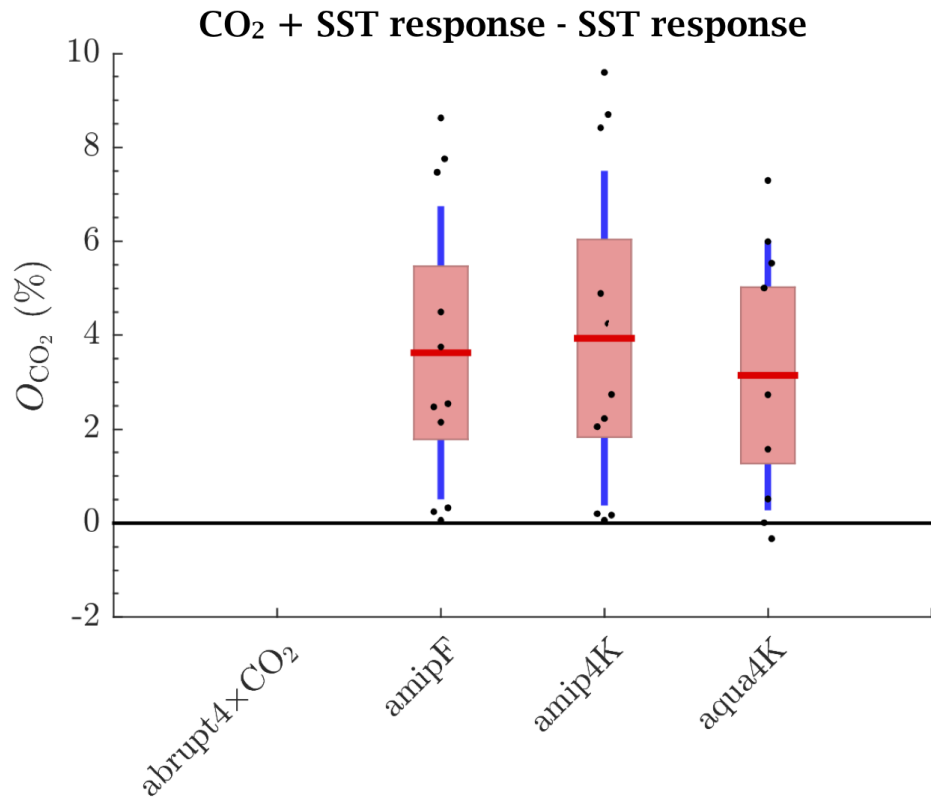 CO₂ + SST response - SST response
10
8
6
4
2
0
-2
O_CO₂ (%)
abrupt4×CO₂
amipF
amip4K
aqua4K